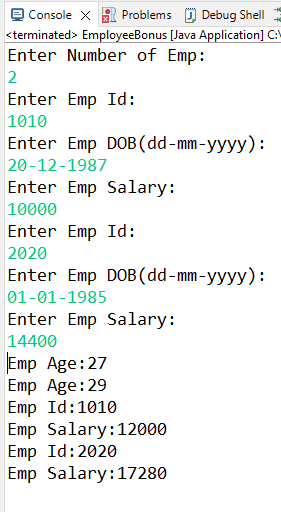 Console Problems Debug Shell
<terminated> EmployeeBonus [Java Application] C:\
Enter Number of Emp:
2
Enter Emp Id:
1010
Enter Emp DOB(dd-mm-yyyy):
20-12-1987
Enter Emp Salary:
10000
Enter Emp Id:
2020
Enter Emp DOB(dd-mm-yyyy):
01-01-1985
Enter Emp Salary:
14400
Emp Age:27
Emp Age:29
Emp Id:1010
Emp Salary:12000
Emp Id:2020
Emp Salary:17280